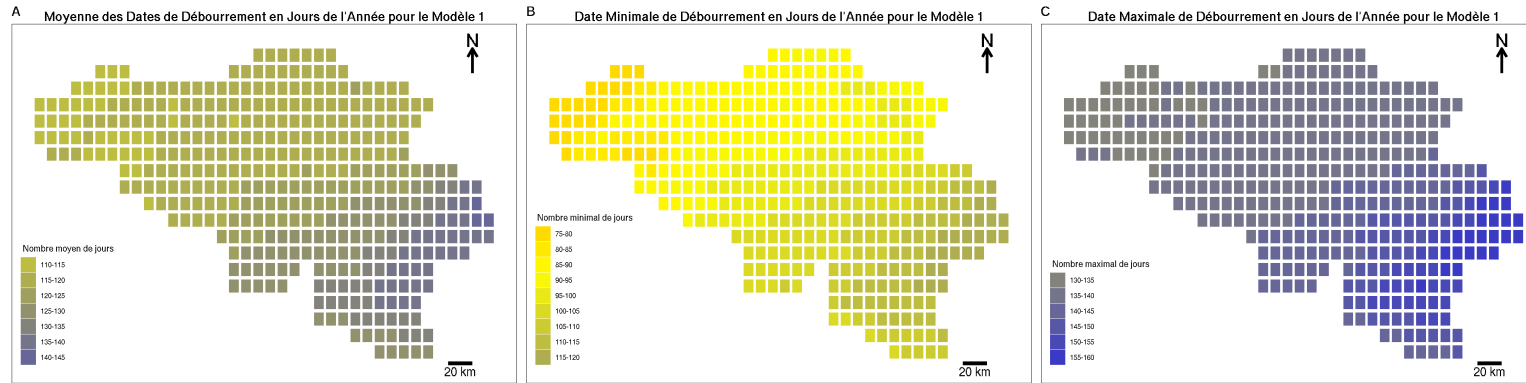 A
Moyenne des Dates de Débourrement en Jours de l'Année pour le Modèle 1
N
Nombre moyen de jours
110-115
115-120
120-125
125-130
130-135
135-140
140-145
20 km
B
Date Minimale de Débourrement en Jours de l'Année pour le Modèle 1
N
Nombre minimal de jours
75-80
80-85
85-90
90-95
95-100
100-105
105-110
110-115
115-120
20 km
C
Date Maximale de Débourrement en Jours de l'Année pour le Modèle 1
N
Nombre maximal de jours
130-135
135-140
140-145
145-150
150-155
155-160
20 km